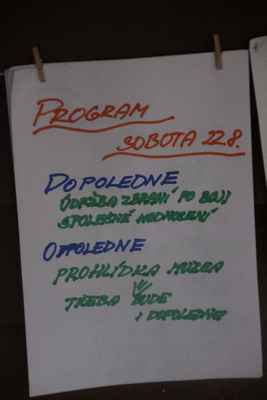 PROGRAM
SOBOTA 22.8.
DOPOLEDNE
ÚDRŽBA ZBRANÍ PO BOJI
SPOLEČNÉ HODNOCENÍ
ODPOLEDNE
PROHLÍDKA MUZEA
TŘEBA BUDE
I DOPOLEDNE